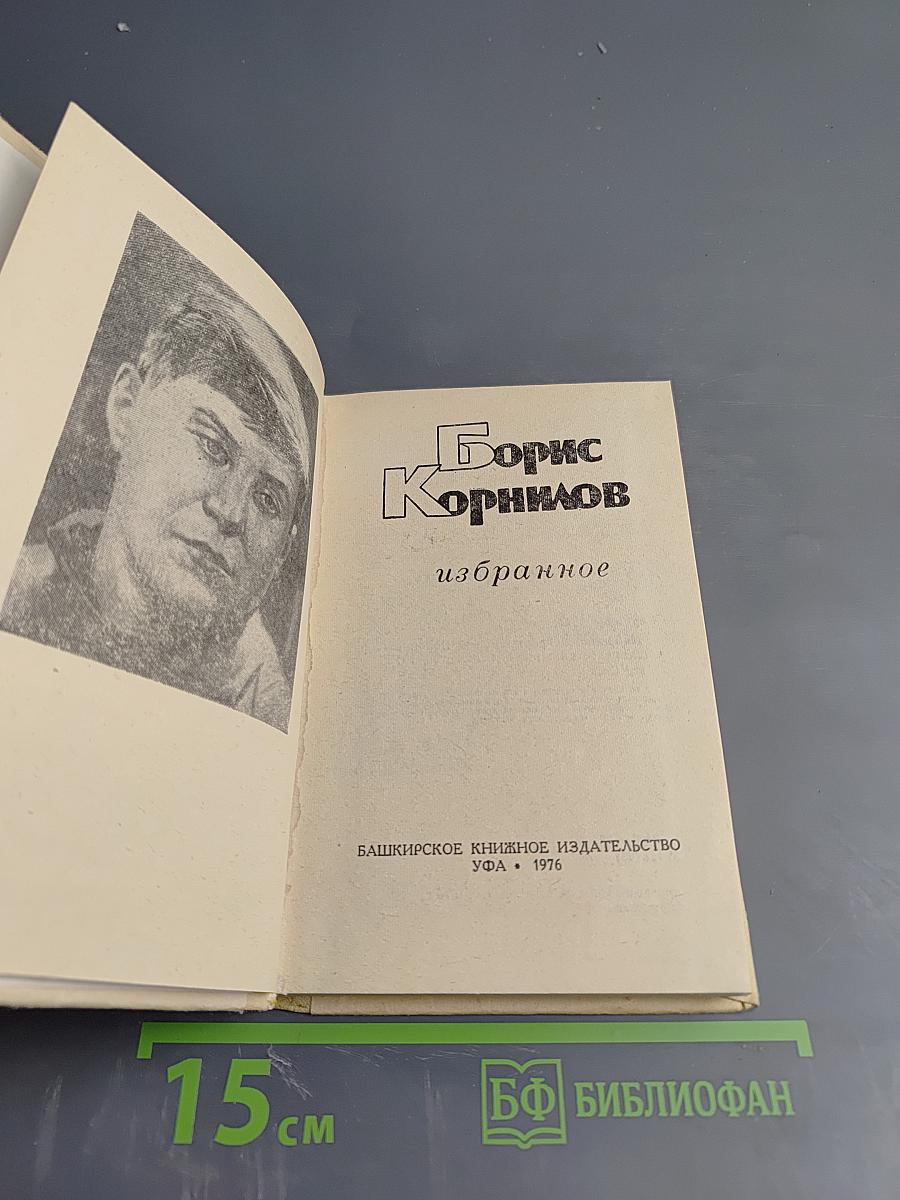 Борис
Корнилов
избранное
БАШКИРСКОЕ КНИЖНОЕ ИЗДАТЕЛЬСТВО
УФА • 1976
15 см
БФ БИБЛИОФАН